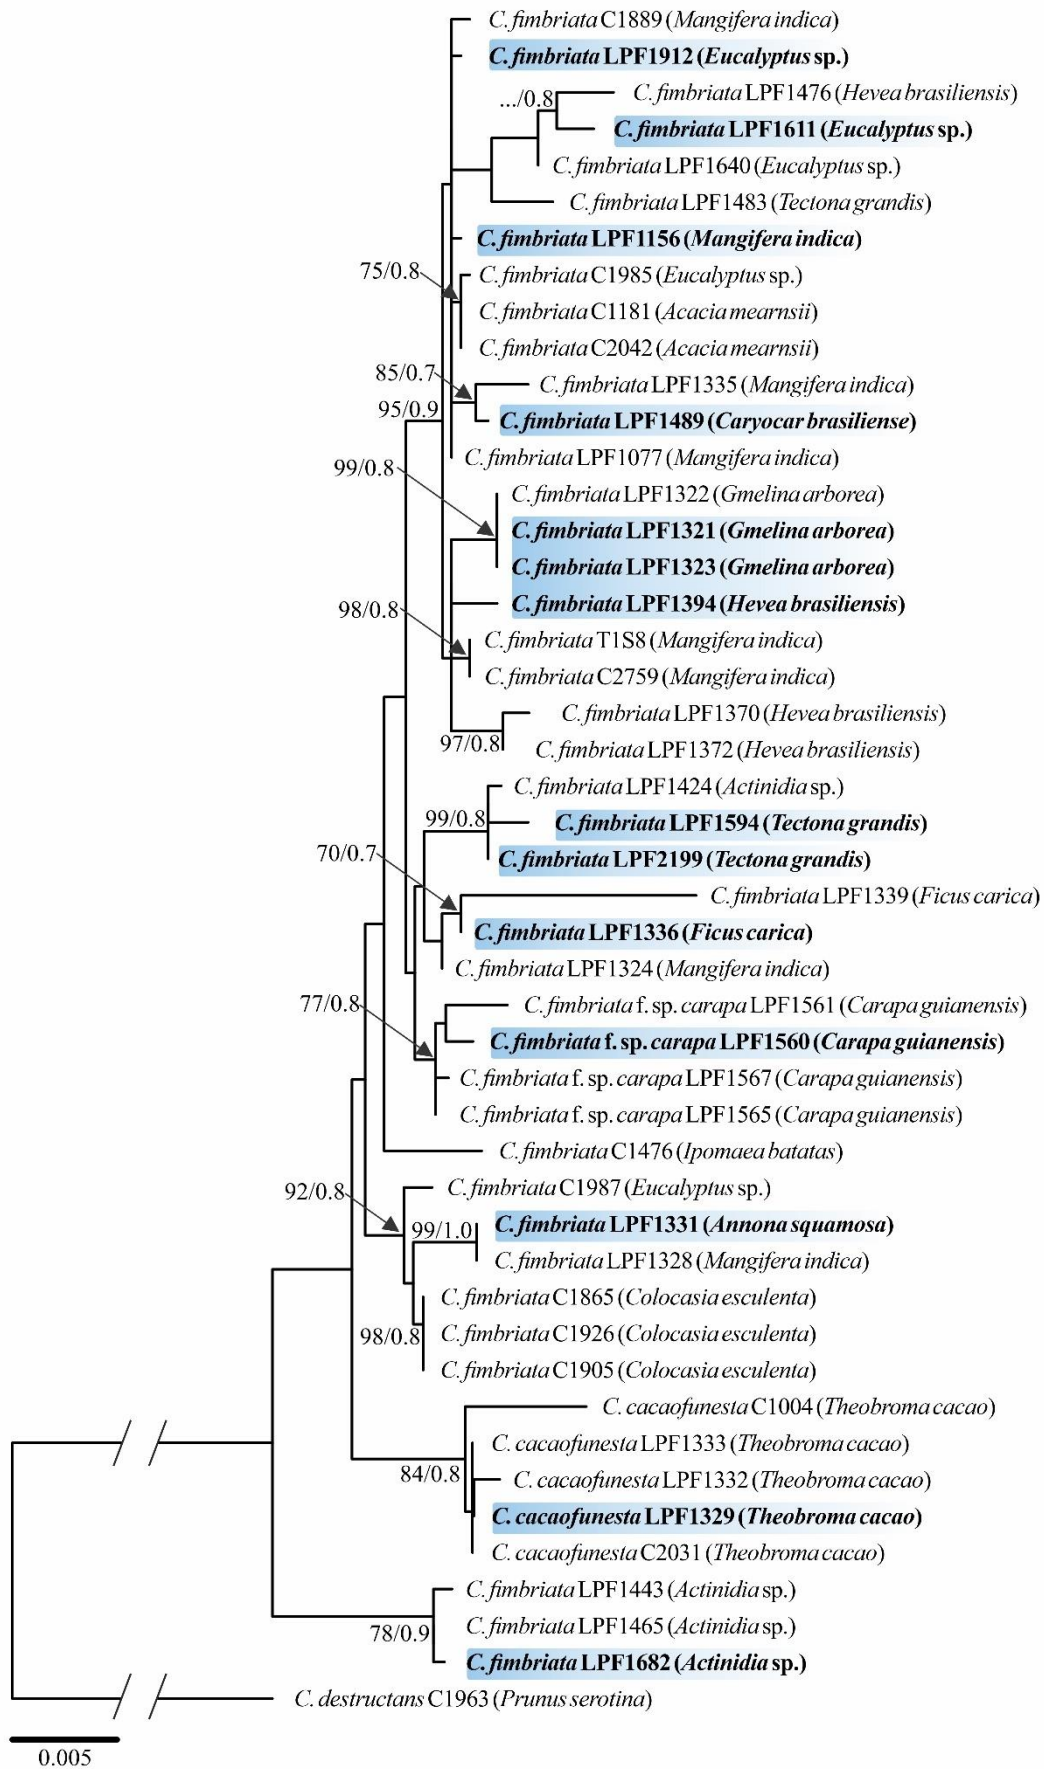 C. fimbriata C1889 (Mangifera indica)
C. fimbriata LPF1912 (Eucalyptus sp.)
.../0.8
C. fimbriata LPF1476 (Hevea brasiliensis)
C. fimbriata LPF1611 (Eucalyptus sp.)
C. fimbriata LPF1640 (Eucalyptus sp.)
C. fimbriata LPF1483 (Tectona grandis)
C. fimbriata LPF1156 (Mangifera indica)
75/0.8
C. fimbriata C1985 (Eucalyptus sp.)
C. fimbriata C1181 (Acacia mearnsii)
C. fimbriata C2042 (Acacia mearnsii)
85/0.7
C. fimbriata LPF1335 (Mangifera indica)
95/0.9
C. fimbriata LPF1489 (Caryocar brasiliense)
C. fimbriata LPF1077 (Mangifera indica)
99/0.8
C. fimbriata LPF1322 (Gmelina arborea)
C. fimbriata LPF1321 (Gmelina arborea)
C. fimbriata LPF1323 (Gmelina arborea)
98/0.8
C. fimbriata LPF1394 (Hevea brasiliensis)
C. fimbriata T1S8 (Mangifera indica)
C. fimbriata C2759 (Mangifera indica)
C. fimbriata LPF1370 (Hevea brasiliensis)
97/0.8
C. fimbriata LPF1372 (Hevea brasiliensis)
C. fimbriata LPF1424 (Actinidia sp.)
99/0.8
C. fimbriata LPF1594 (Tectona grandis)
70/0.7
C. fimbriata LPF2199 (Tectona grandis)
C. fimbriata LPF1339 (Ficus carica)
C. fimbriata LPF1336 (Ficus carica)
C. fimbriata LPF1324 (Mangifera indica)
77/0.8
C. fimbriata f. sp. carapa LPF1561 (Carapa guianensis)
C. fimbriata f. sp. carapa LPF1560 (Carapa guianensis)
C. fimbriata f. sp. carapa LPF1567 (Carapa guianensis)
C. fimbriata f. sp. carapa LPF1565 (Carapa guianensis)
C. fimbriata C1476 (Ipomaea batatas)
92/0.8
C. fimbriata C1987 (Eucalyptus sp.)
99/1.0
C. fimbriata LPF1331 (Annona squamosa)
C. fimbriata LPF1328 (Mangifera indica)
C. fimbriata C1865 (Colocasia esculenta)
98/0.8
C. fimbriata C1926 (Colocasia esculenta)
C. fimbriata C1905 (Colocasia esculenta)
C. cacaofunesta C1004 (Theobroma cacao)
C. cacaofunesta LPF1333 (Theobroma cacao)
84/0.8
C. cacaofunesta LPF1332 (Theobroma cacao)
C. cacaofunesta LPF1329 (Theobroma cacao)
C. cacaofunesta C2031 (Theobroma cacao)
C. fimbriata LPF1443 (Actinidia sp.)
78/0.9
C. fimbriata LPF1465 (Actinidia sp.)
C. fimbriata LPF1682 (Actinidia sp.)
C. destructans C1963 (Prunus serotina)
0.005